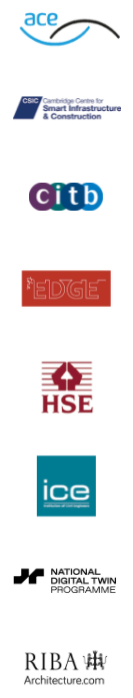 ace
CSIC Cambridge Centre for
Smart Infrastructure
& Construction
citb
EDGE
HSE
ice
Institution of Civil Engineers
NATIONAL
DIGITAL TWIN
PROGRAMME
RIBA
Architecture.com